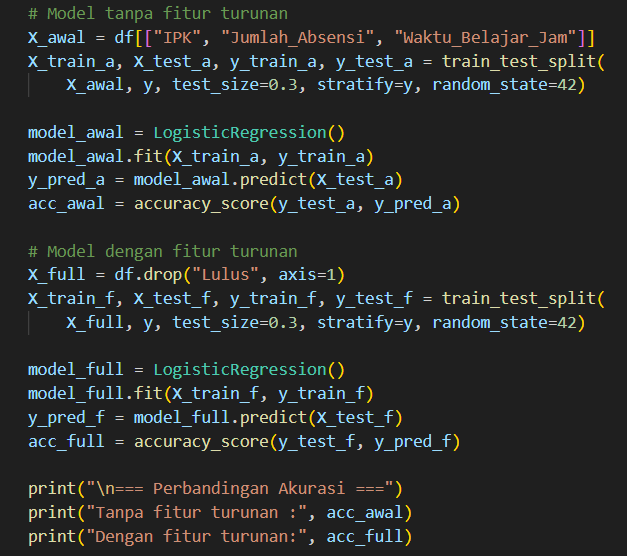 # Model tanpa fitur turunan
X_awal = df[["IPK", "Jumlah_Absensi", "Waktu_Belajar_Jam"]]
X_train_a, X_test_a, y_train_a, y_test_a = train_test_split(
    X_awal, y, test_size=0.3, stratify=y, random_state=42)

model_awal = LogisticRegression()
model_awal.fit(X_train_a, y_train_a)
y_pred_a = model_awal.predict(X_test_a)
acc_awal = accuracy_score(y_test_a, y_pred_a)

# Model dengan fitur turunan
X_full = df.drop("Lulus", axis=1)
X_train_f, X_test_f, y_train_f, y_test_f = train_test_split(
    X_full, y, test_size=0.3, stratify=y, random_state=42)

model_full = LogisticRegression()
model_full.fit(X_train_f, y_train_f)
y_pred_f = model_full.predict(X_test_f)
acc_full = accuracy_score(y_test_f, y_pred_f)

print("\n=== Perbandingan Akurasi ===")
print("Tanpa fitur turunan :", acc_awal)
print("Dengan fitur turunan:", acc_full)